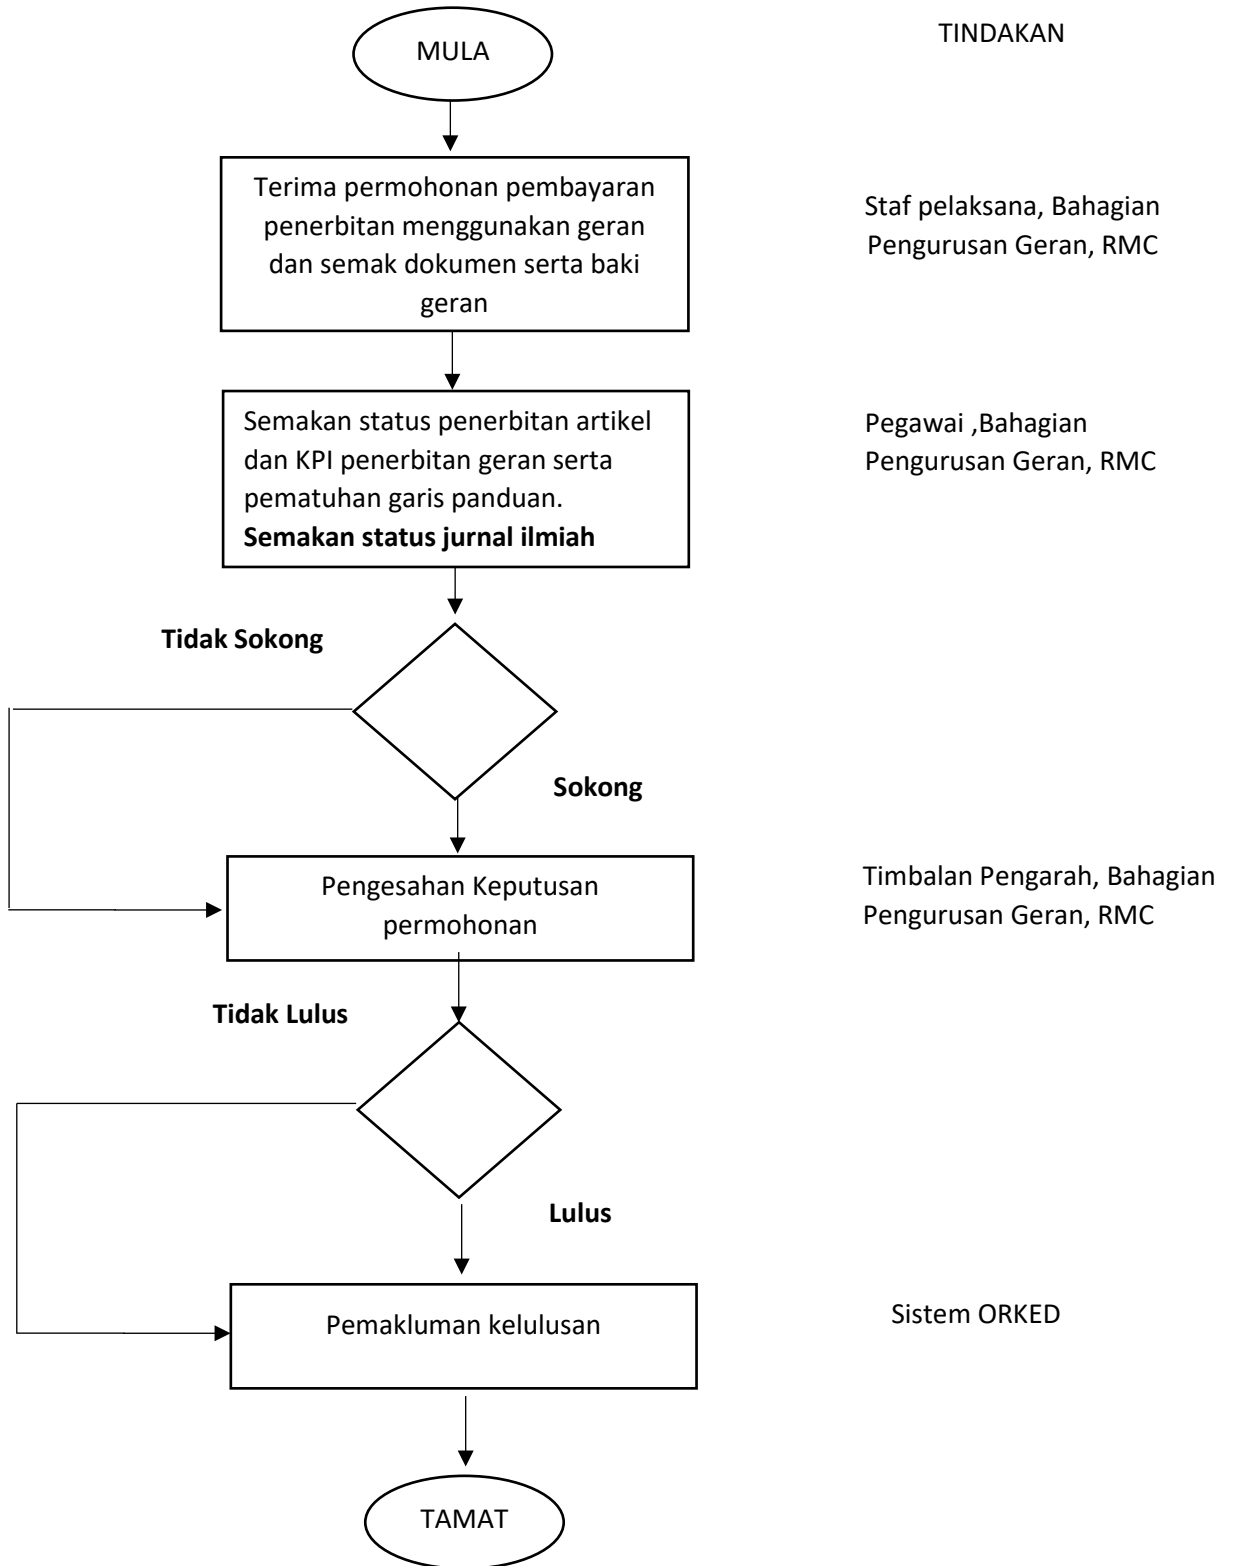 MULA
TINDAKAN
Terima permohonan pembayaran
penerbitan menggunakan geran
dan semak dokumen serta baki
geran
Staf pelaksana, Bahagian
Pengurusan Geran, RMC
Semakan status penerbitan artikel
dan KPI penerbitan geran serta
pematuhan garis panduan.
Semakan status jurnal ilmiah
Pegawai ,Bahagian
Pengurusan Geran, RMC
Tidak Sokong
Sokong
Pengesahan Keputusan
permohonan
Timbalan Pengarah, Bahagian
Pengurusan Geran, RMC
Tidak Lulus
Lulus
Pemakluman kelulusan
Sistem ORKED
TAMAT